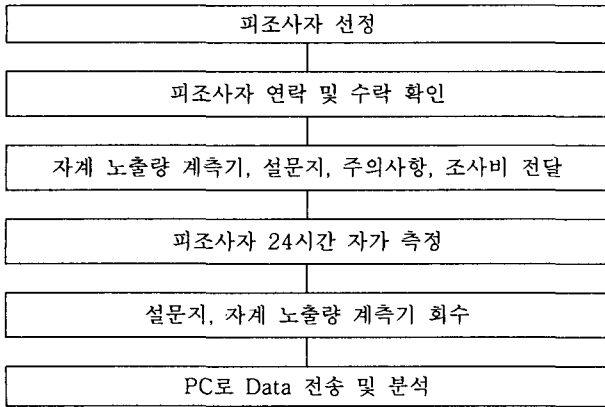 피조사자 선정
피조사자 연락 및 수락 확인
자계 노출량 계측기, 설문지, 주의사항, 조사비 전달
피조사자 24시간 자가 측정
설문지, 자계 노출량 계측기 회수
PC로 Data 전송 및 분석